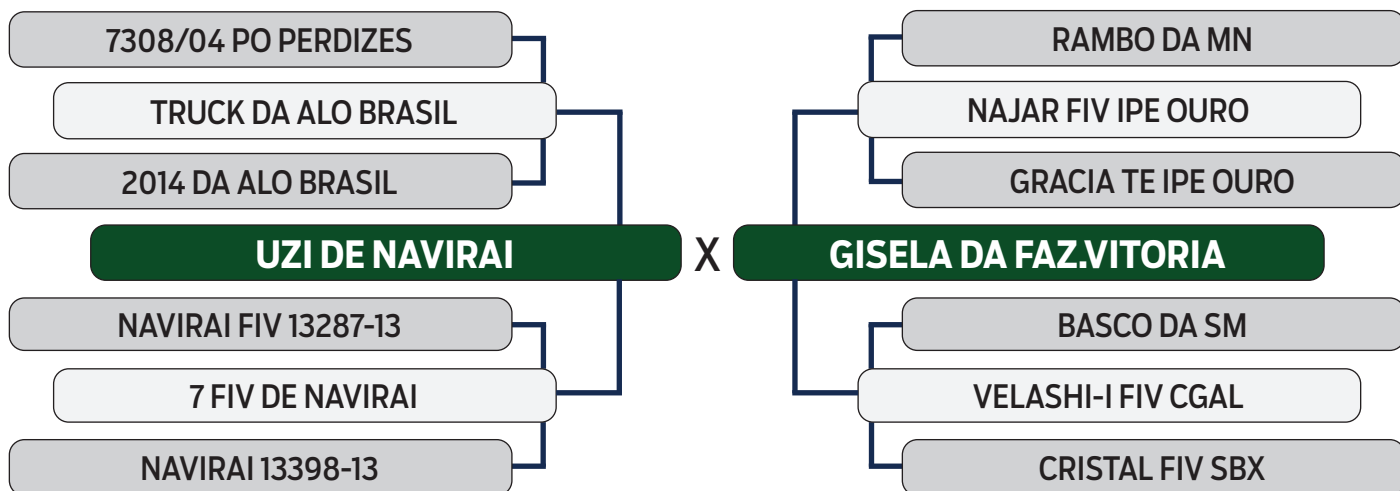 7308/04 PO PERDIZES
RAMBO DA MN
TRUCK DA ALO BRASIL
NAJAR FIV IPE OURO
2014 DA ALO BRASIL
GRACIA TE IPE OURO
UZI DE NAVIRAI X GISELA DA FAZ.VITORIA
NAVIRAI FIV 13287-13
BASCO DA SM
7 FIV DE NAVIRAI
VELASHI-I FIV CGAL
NAVIRAI 13398-13
CRISTAL FIV SBX